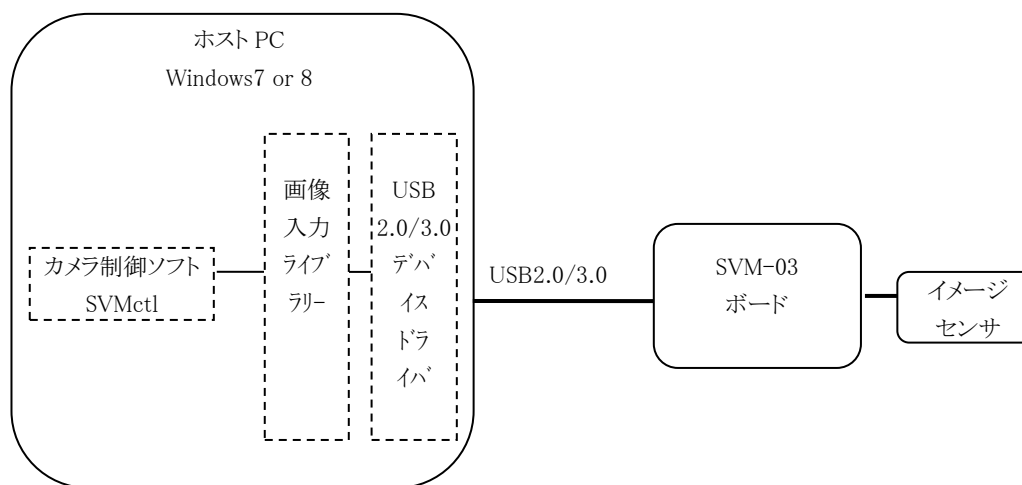 ホスト PC
Windows7 or 8
カメラ制御ソフト
SVMctl
画像
入力
ﾗｲﾌﾞ
ﾗﾘｰ
USB
2.0/3.0
ﾃﾞﾊﾞ
ｲｽ
ﾄﾞﾗ
ｲﾊﾞ
USB2.0/3.0
SVM-03
ボード
イメージ
センサ